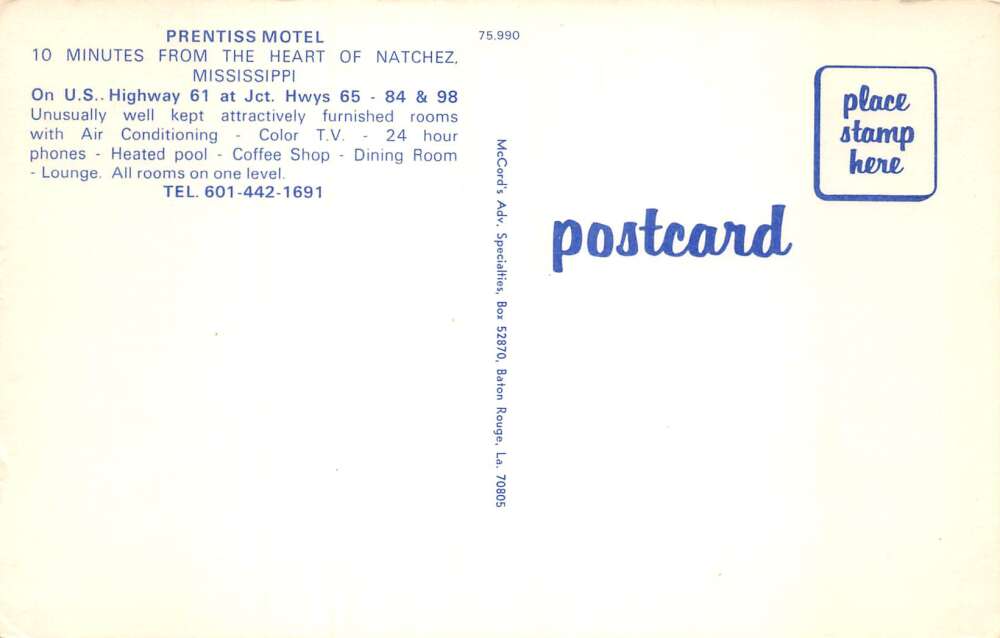 PRENTISS MOTEL
10 MINUTES FROM THE HEART OF NATCHEZ,
MISSISSIPPI
On U.S.. Highway 61 at Jct. Hwys 65 - 84 & 98
Unusually well kept attractively furnished rooms
with Air Conditioning - Color T.V. - 24 hour
phones - Heated pool - Coffee Shop - Dining Room
- Lounge. All rooms on one level.
TEL. 601-442-1691
75.990
McCord's Adv. Specialties, Box 52870, Baton Rouge, La. 70805
place
stamp
here
postcard